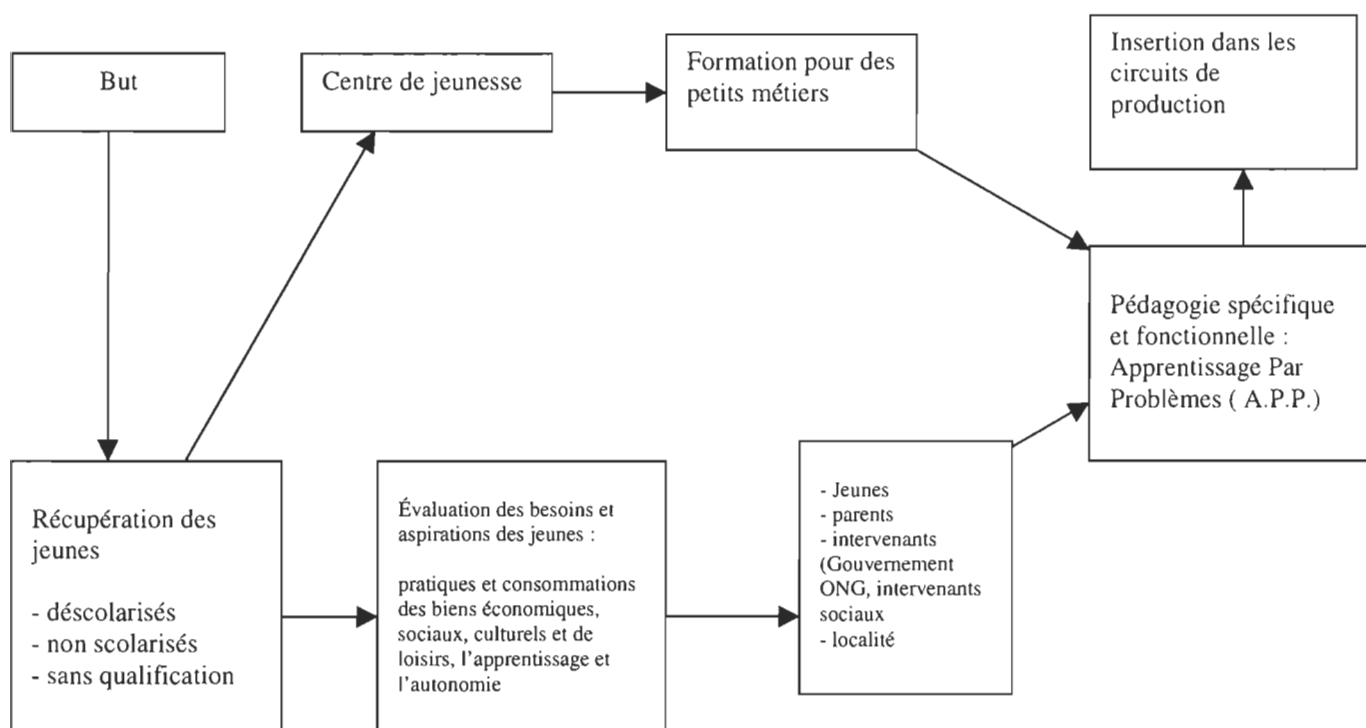 But
Centre de jeunesse
Formation pour des
petits métiers
Insertion dans les
circuits de
production
Pédagogie spécifique
et fonctionnelle :
Apprentissage Par
Problèmes ( A.P.P.)
Récupération des
jeunes
- déscolarisés
- non scolarisés
- sans qualification
Évaluation des besoins et
aspirations des jeunes :
pratiques et consommations
des biens économiques,
sociaux, culturels et de
loisirs, l'apprentissage et
l'autonomie
- Jeunes
- parents
- intervenants
(Gouvernement
ONG, intervenants
sociaux
- localité